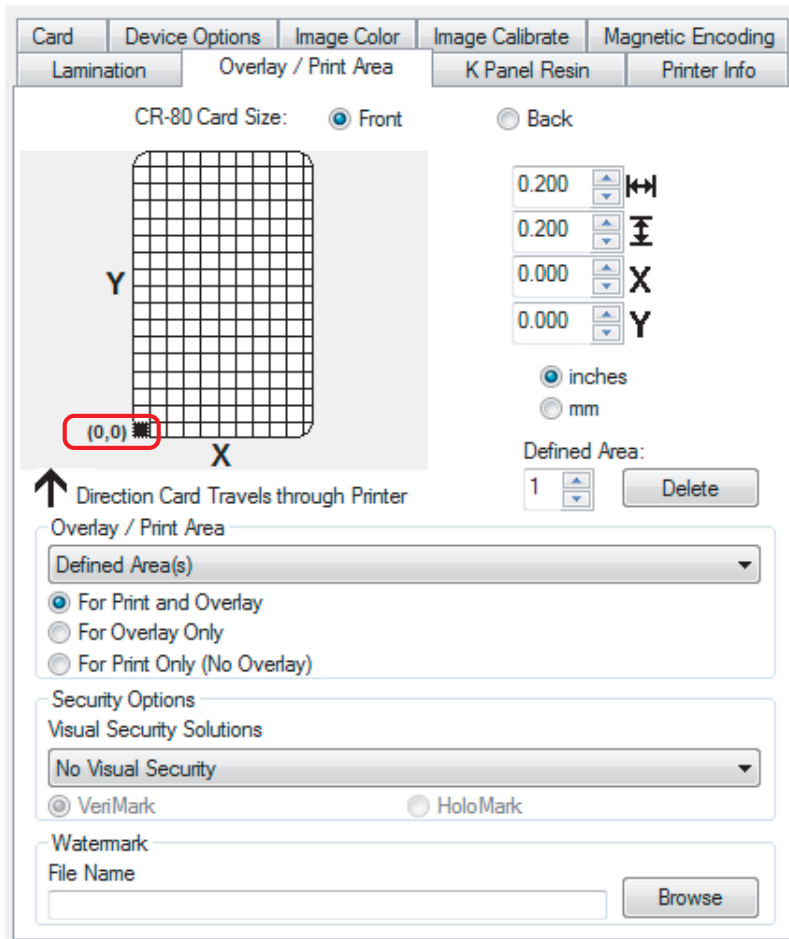 Card Device Options Image Color Image Calibrate Magnetic Encoding
Lamination Overlay / Print Area K Panel Resin Printer Info
CR-80 Card Size: Front Back
0.200
0.200
Y
0.000 X
0.000 Y
inches
mm
(0,0)
X
Defined Area:
1 Delete
Direction Card Travels through Printer
Overlay / Print Area
Defined Area(s)
For Print and Overlay
For Overlay Only
For Print Only (No Overlay)
Security Options
Visual Security Solutions
No Visual Security
VeriMark HoloMark
Watermark
File Name
Browse